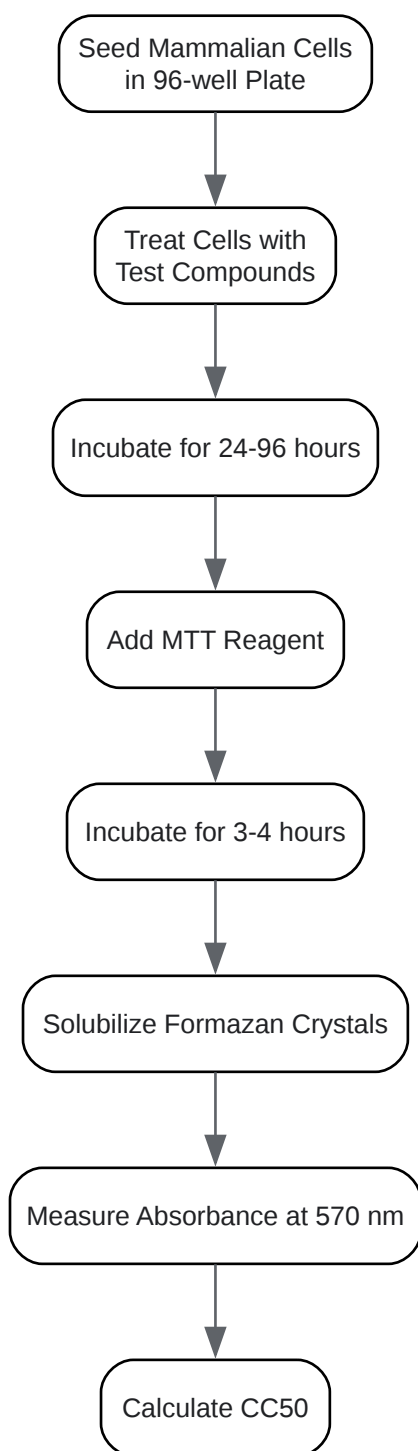 Seed Mammalian Cells
in 96-well Plate
Treat Cells with
Test Compounds
Incubate for 24-96 hours
Add MTT Reagent
Incubate for 3-4 hours
Solubilize Formazan Crystals
Measure Absorbance at 570 nm
Calculate CC50